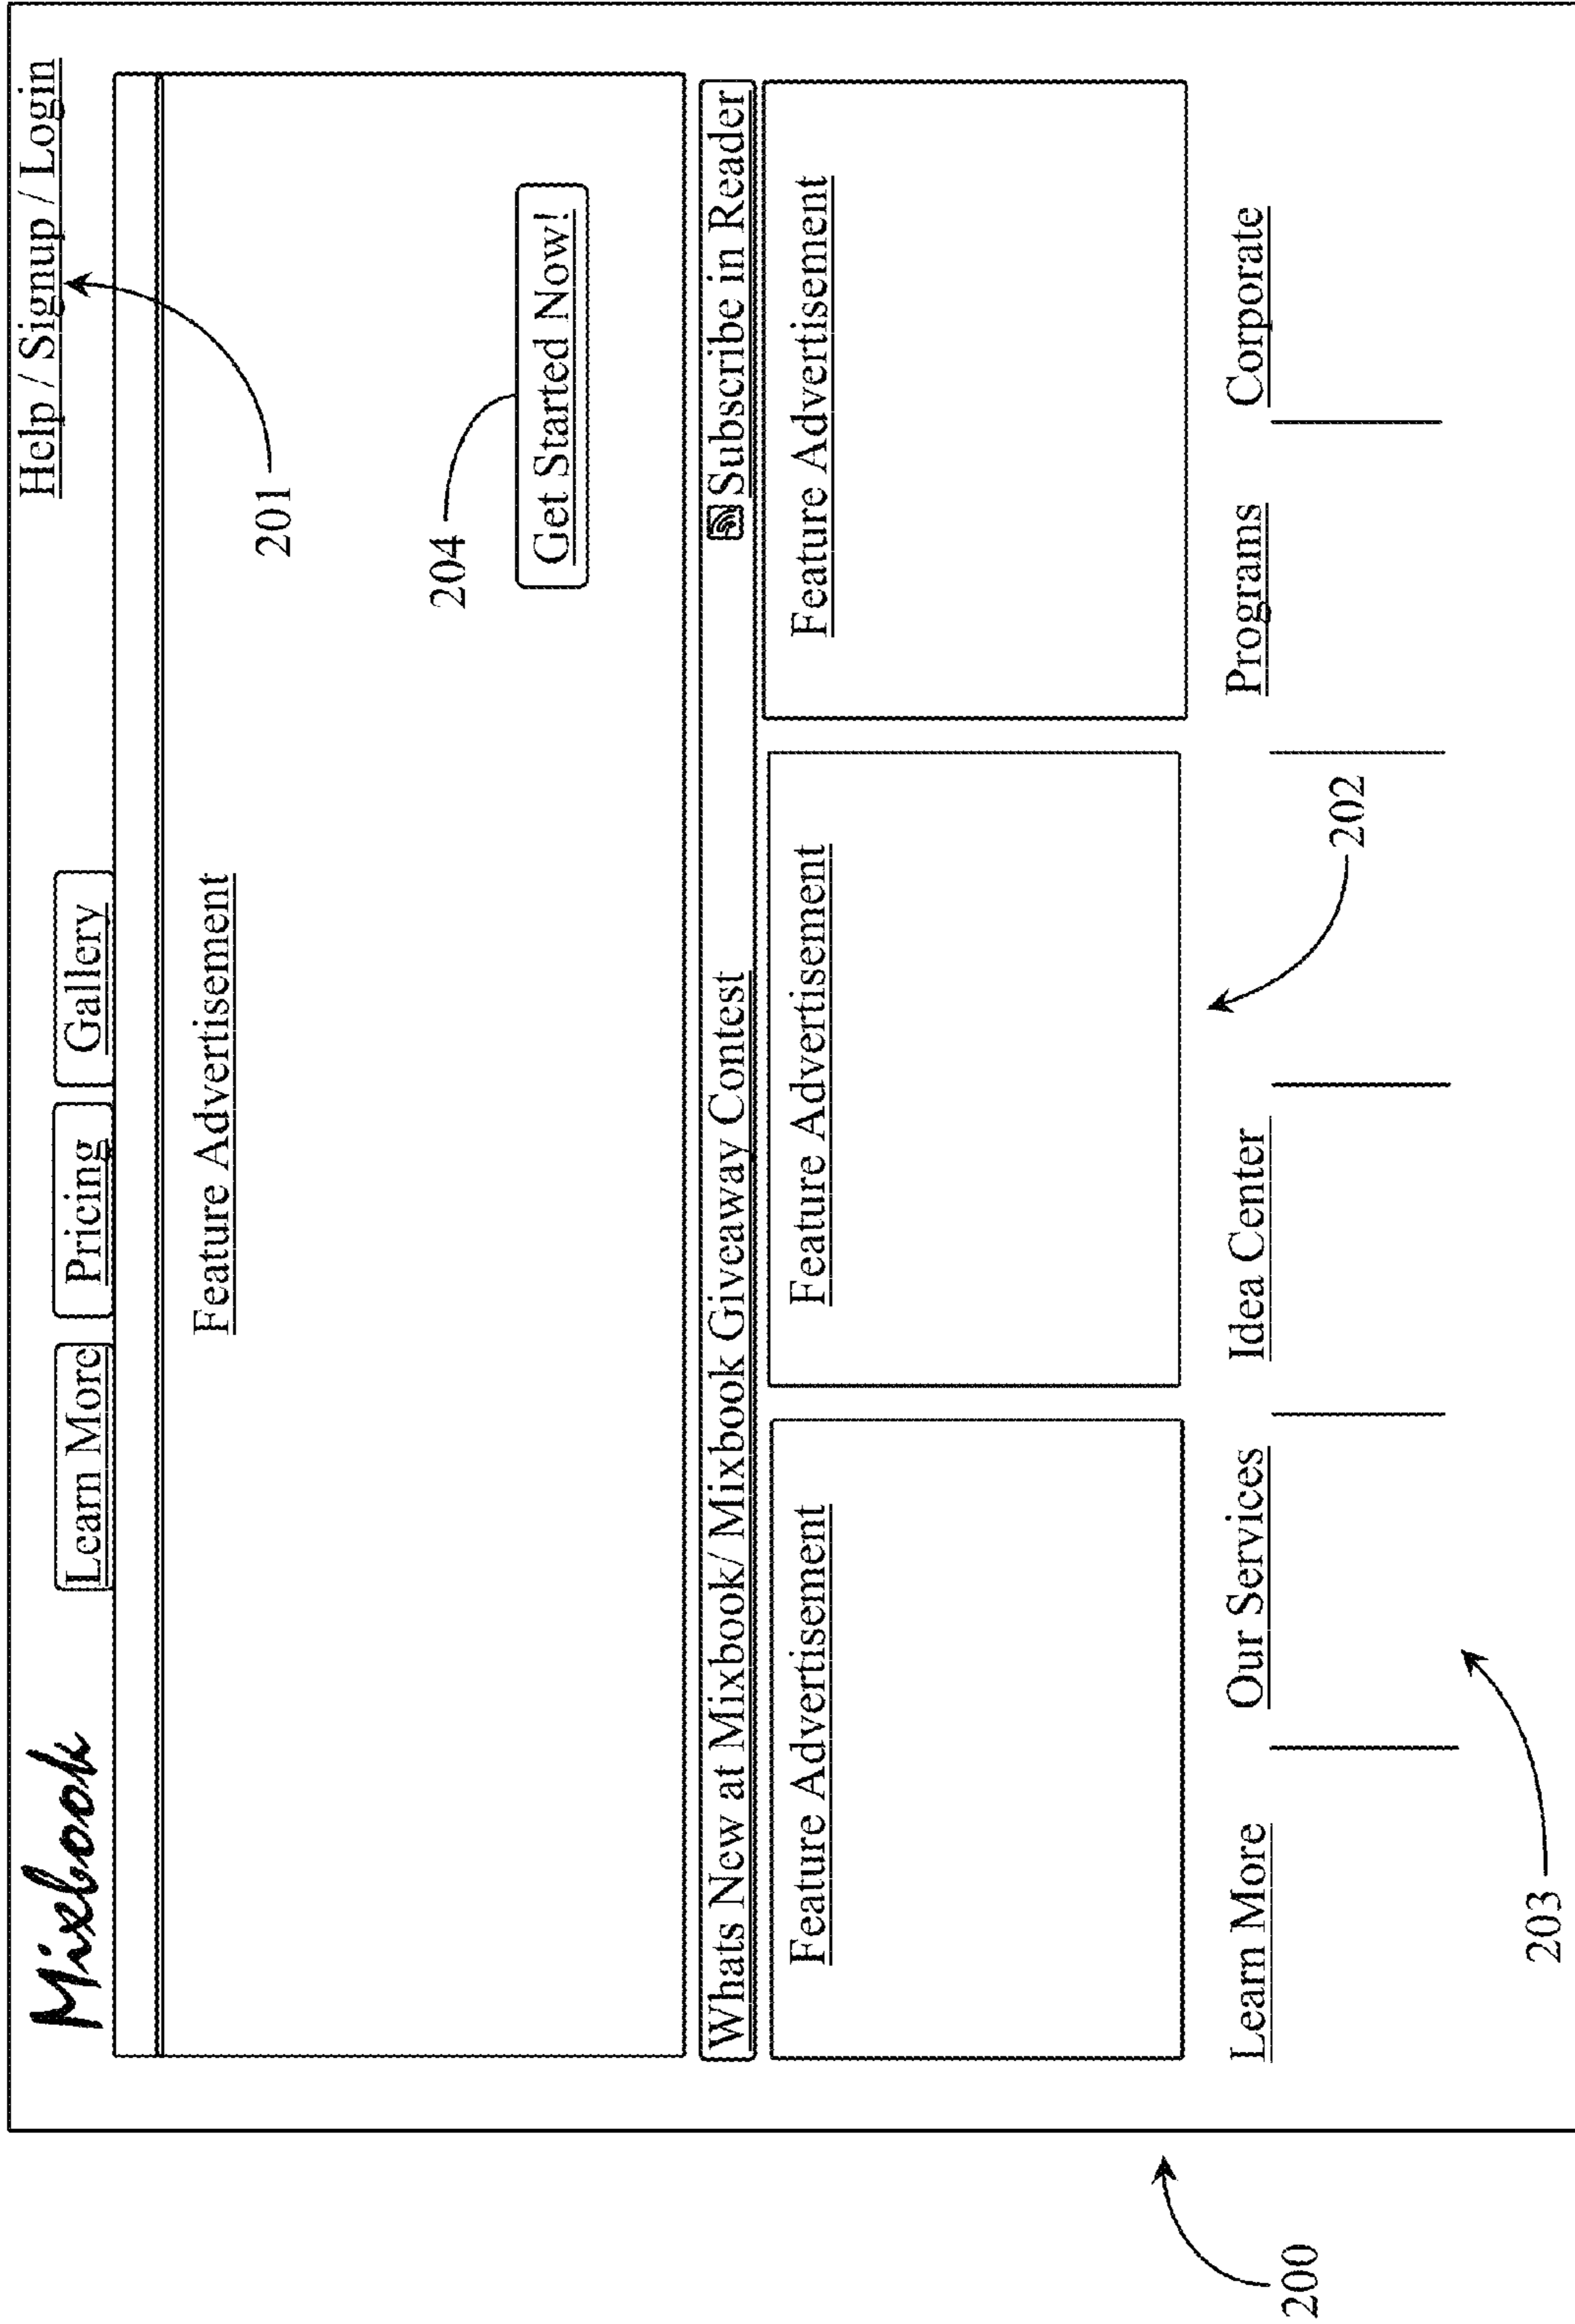 Help / Signup / Login
Mixbook
Learn More
Pricing
Gallery
201
Feature Advertisement
204
Get Started Now!
Whats New at Mixbook/ Mixbook Giveaway Contest
Subscribe in Reader
Feature Advertisement
Feature Advertisement
Feature Advertisement
Learn More
Our Services
Idea Center
Programs
Corporate
202
200
203